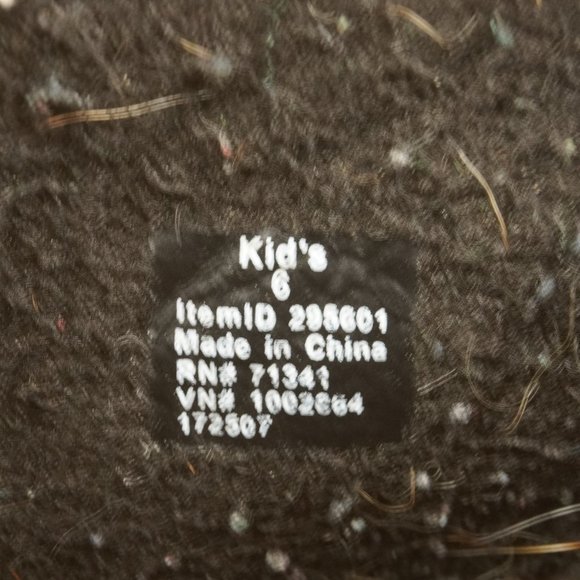 Kid's
6
ItemID 295601
Made in China
RN# 71341
VN# 1002664
172507